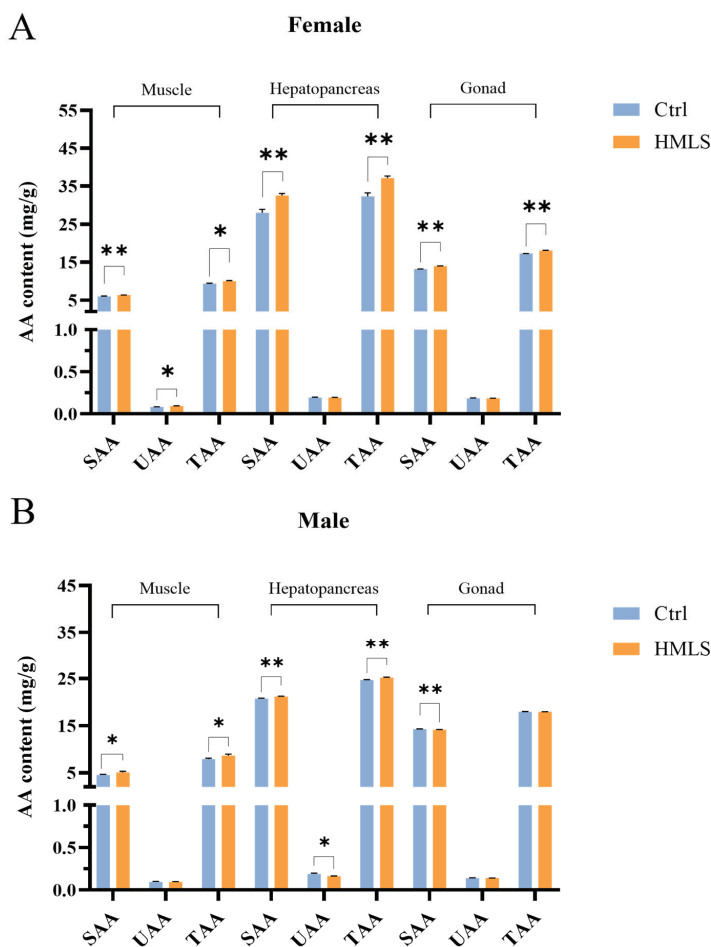 A
Female
Muscle Hepatopancreas Gonad
Ctrl
HMLS
AA content (mg/g)
55
45
35
25
15
5
1.0
0.5
0.0
** * * ** ** ** **
SAA UAA TAA SAA UAA TAA SAA UAA TAA
B
Male
Muscle Hepatopancreas Gonad
Ctrl
HMLS
AA content (mg/g)
45
35
25
15
5
1.0
0.5
0.0
* * ** * ** **
SAA UAA TAA SAA UAA TAA SAA UAA TAA